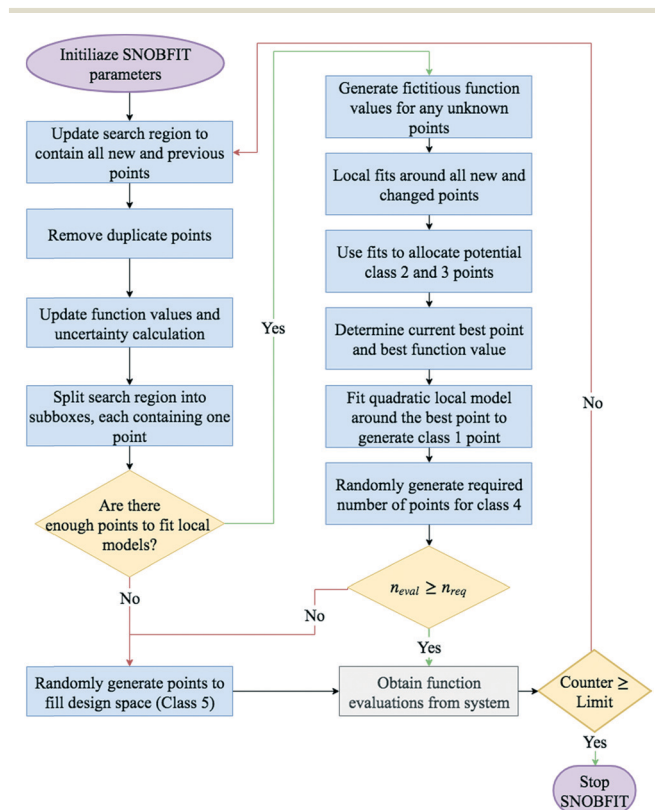 Initiliaze SNOBFIT
parameters
Update search region to
contain all new and previous
points
Remove duplicate points
Update function values and
uncertainty calculation
Split search region into
subboxes, each containing one
point
Are there
enough points to fit local
models?
Yes
No
Generate fictitious function
values for any unknown
points
Local fits around all new and
changed points
Use fits to allocate potential
class 2 and 3 points
Determine current best point
and best function value
Fit quadratic local model
around the best point to
generate class 1 point
Randomly generate required
number of points for class 4
n_eval ≥ n_req
No
Yes
Randomly generate points to
fill design space (Class 5)
Obtain function
evaluations from system
Counter ≥
Limit
No
Yes
Stop
SNOBFIT